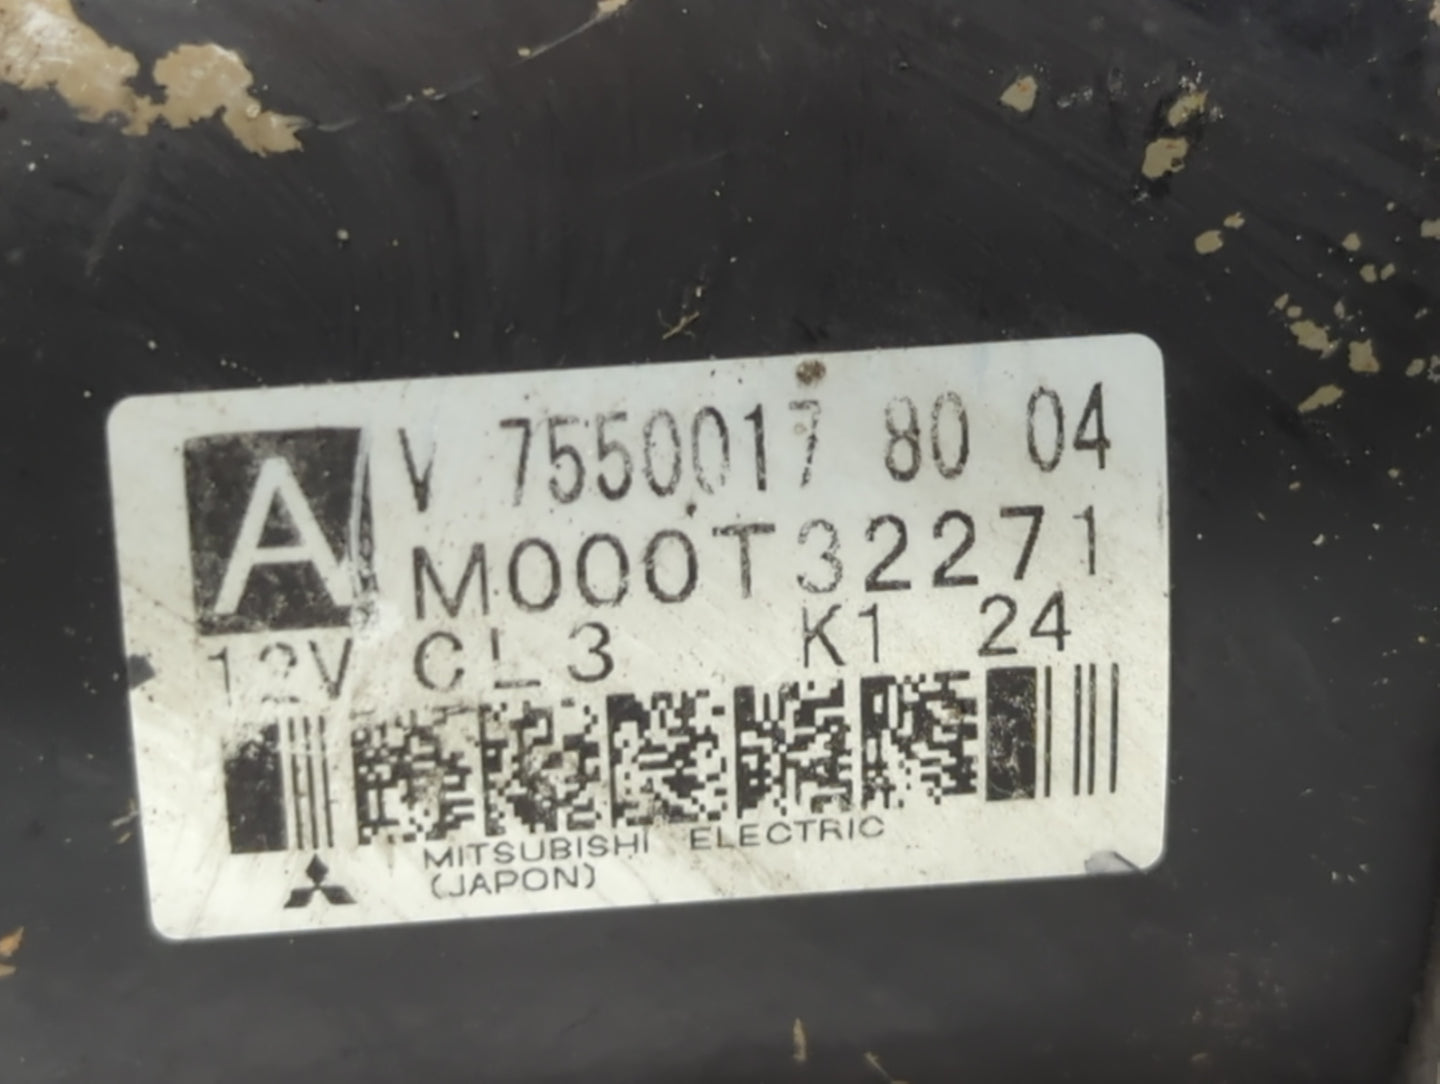 A
V 7550017 80 04
M000T32271
12V CL3 K1 24
MITSUBISHI ELECTRIC
(JAPON)